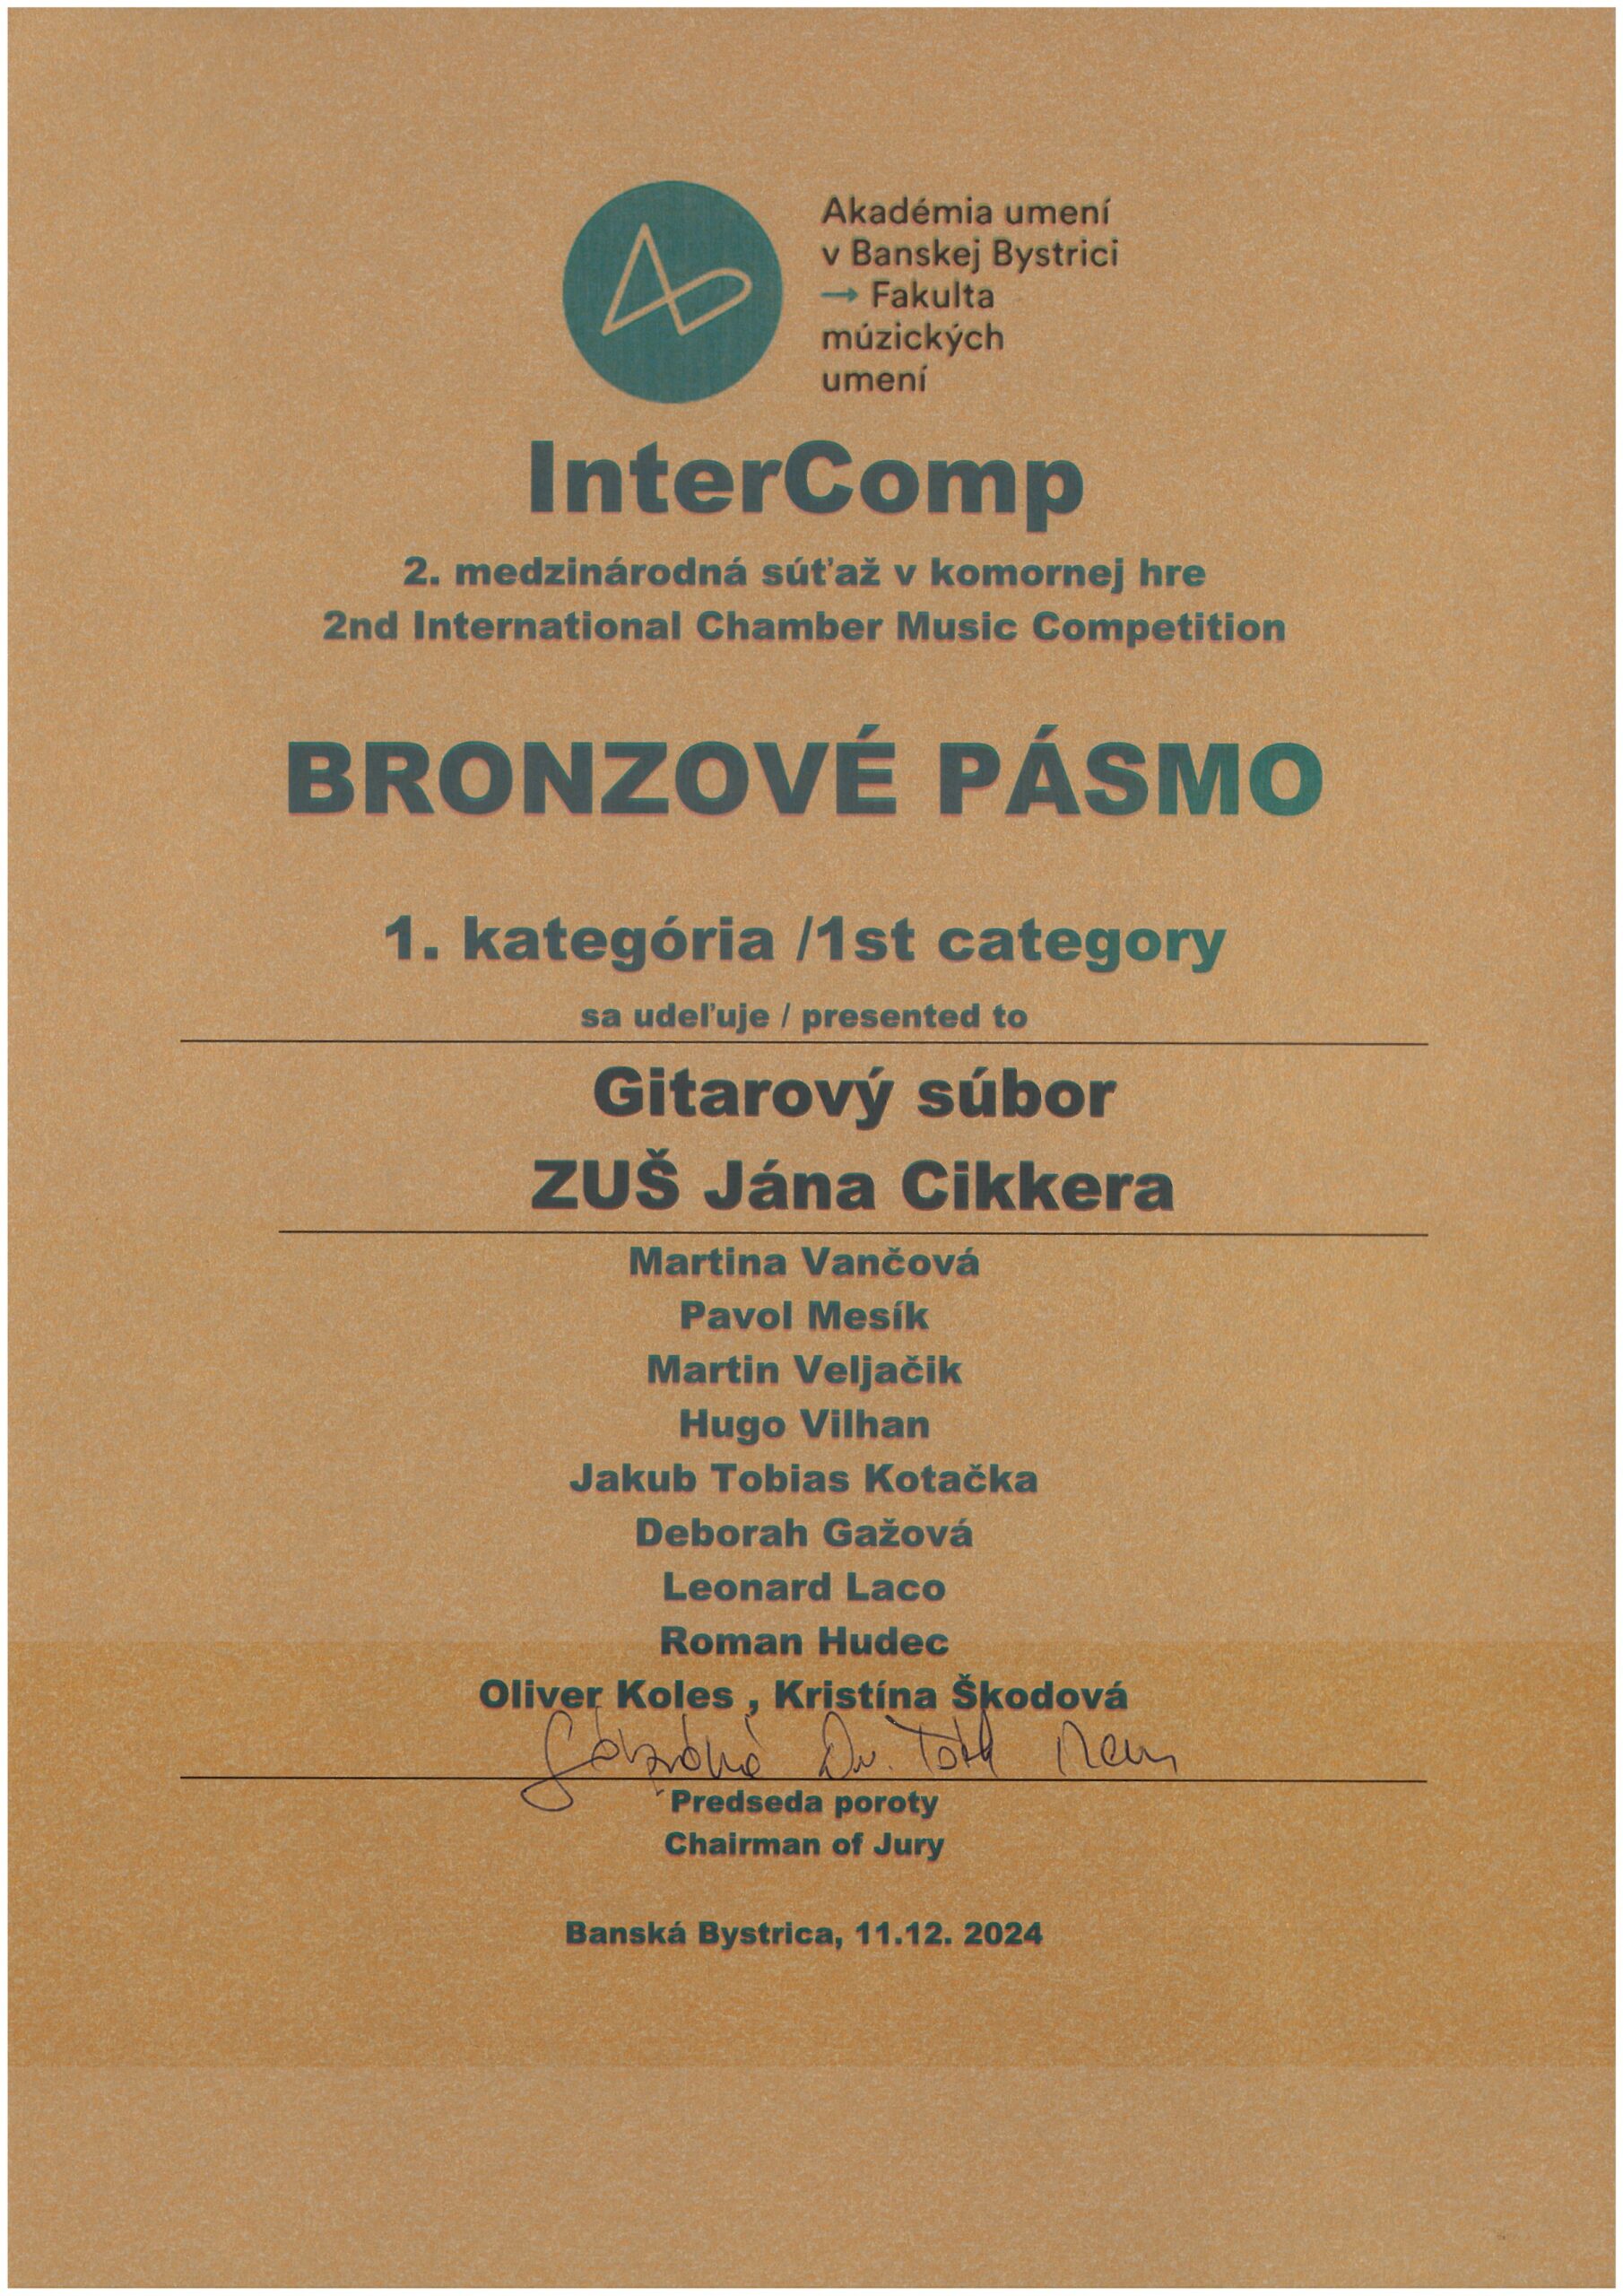 Akadémia umení
v Banskej Bystrici
→ Fakulta
múzických
umení
InterComp
2. medzinárodná súťaž v komornej hre
2nd International Chamber Music Competition
BRONZOVÉ PÁSMO
1. kategória /1st category
sa udeľuje / presented to
Gitarový súbor
ZUŠ Jána Cikkera
Martina Vančová
Pavol Mesík
Martin Veljačik
Hugo Vilhan
Jakub Tobias Kotačka
Deborah Gažová
Leonard Laco
Roman Hudec
Oliver Koles , Kristína Škodová
Predseda poroty
Chairman of Jury
Banská Bystrica, 11.12. 2024